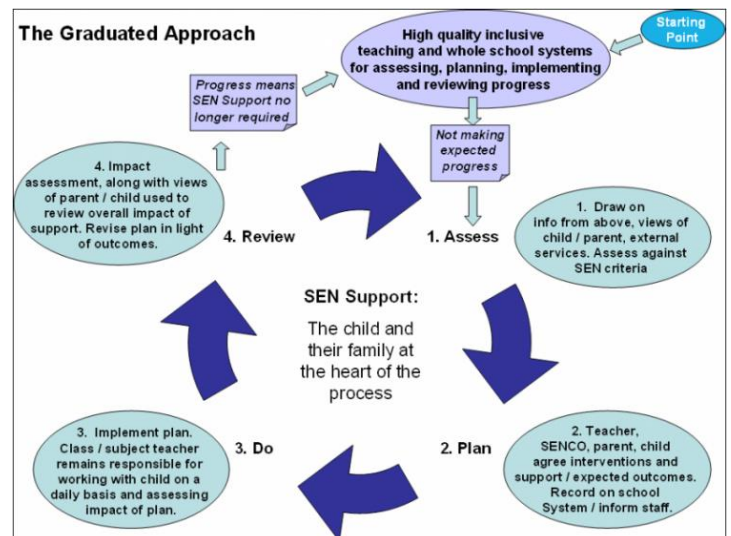 The Graduated Approach
Starting
Point
High quality inclusive
teaching and whole school systems
for assessing, planning, implementing
and reviewing progress
Progress means
SEN Support no
longer required
Not making
expected
progress
4. Impact
assessment, along with views
of parent / child used to
review overall impact of
support. Revise plan in light
of outcomes.
4. Review
1. Assess
1. Draw on
info from above, views of
child / parent, external
services. Assess against
SEN criteria
SEN Support:
The child and
their family at
the heart of the
process
3. Implement plan.
Class / subject teacher
remains responsible for
working with child on a
daily basis and assessing
impact of plan.
3. Do
2. Plan
2. Teacher,
SENCO, parent, child
agree interventions and
support / expected outcomes.
Record on school
System / inform staff.